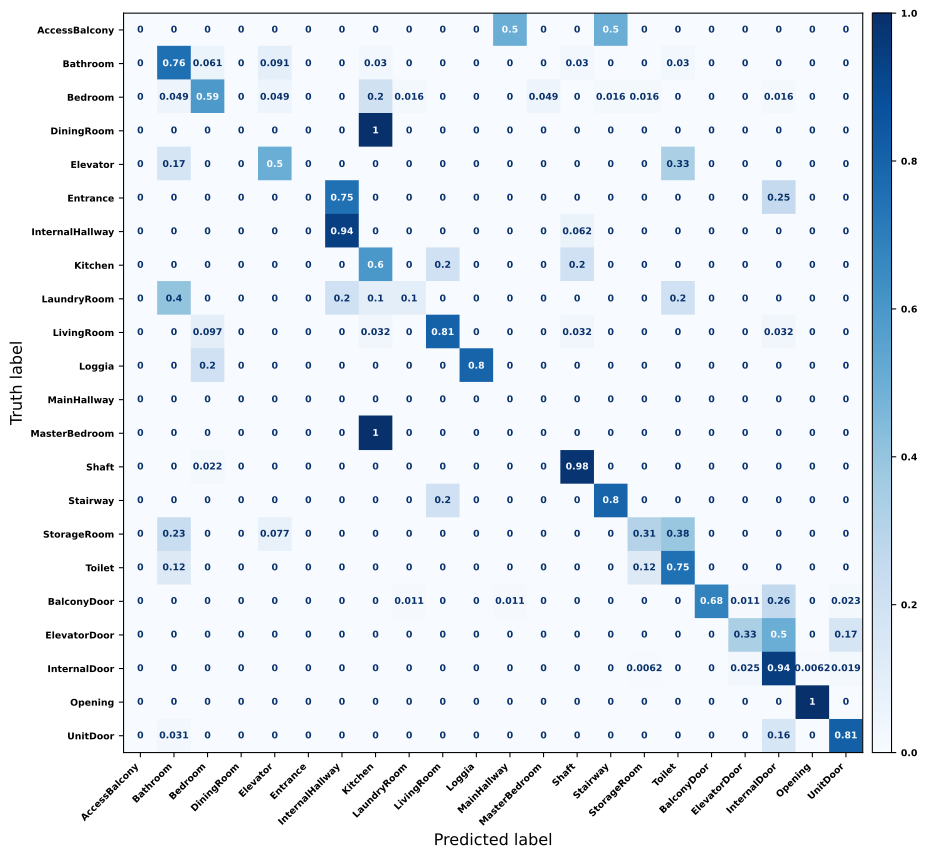 AccessBalcony 0 0 0 0 0 0 0 0 0 0 0 0.5 0 0 0.5 0 0 0 0 0 0 0
Bathroom 0 0.76 0.061 0 0.091 0 0 0.03 0 0 0 0 0 0.03 0 0 0.03 0 0 0 0 0
Bedroom 0 0.049 0.59 0 0.049 0 0 0.2 0.016 0 0 0 0.049 0 0.016 0.016 0 0 0 0.016 0 0
DiningRoom 0 0 0 0 0 0 0 1 0 0 0 0 0 0 0 0 0 0 0 0 0 0
Elevator 0 0.17 0 0 0.5 0 0 0 0 0 0 0 0 0 0 0 0.33 0 0 0 0 0
Entrance 0 0 0 0 0 0 0.75 0 0 0 0 0 0 0 0 0 0 0 0 0.25 0 0
InternalHallway 0 0 0 0 0 0 0.94 0 0 0 0 0 0 0.062 0 0 0 0 0 0 0 0
Kitchen 0 0 0 0 0 0 0 0.6 0 0.2 0 0 0 0.2 0 0 0 0 0 0 0 0
LaundryRoom 0 0.4 0 0 0 0 0.2 0.1 0.1 0 0 0 0 0 0 0 0.2 0 0 0 0 0
LivingRoom 0 0 0.097 0 0 0 0 0.032 0 0.81 0 0 0 0.032 0 0 0 0 0 0.032 0 0
Loggia 0 0 0.2 0 0 0 0 0 0 0 0.8 0 0 0 0 0 0 0 0 0 0 0
MainHallway 0 0 0 0 0 0 0 0 0 0 0 0 0 0 0 0 0 0 0 0 0 0
MasterBedroom 0 0 0 0 0 0 0 1 0 0 0 0 0 0 0 0 0 0 0 0 0 0
Shaft 0 0 0.022 0 0 0 0 0 0 0 0 0 0 0.98 0 0 0 0 0 0 0 0
Stairway 0 0 0 0 0 0 0 0 0 0.2 0 0 0 0 0.8 0 0 0 0 0 0 0
StorageRoom 0 0.23 0 0 0.077 0 0 0 0 0 0 0 0 0 0 0.31 0.38 0 0 0 0 0
Toilet 0 0.12 0 0 0 0 0 0 0 0 0 0 0 0 0 0.12 0.75 0 0 0 0 0
BalconyDoor 0 0 0 0 0 0 0 0 0.011 0 0 0.011 0 0 0 0 0 0.68 0.011 0.26 0 0.023
ElevatorDoor 0 0 0 0 0 0 0 0 0 0 0 0 0 0 0 0 0 0 0.33 0.5 0 0.17
InternalDoor 0 0 0 0 0 0 0 0 0 0 0 0 0 0 0 0.0062 0 0 0.025 0.94 0.0062 0.019
Opening 0 0 0 0 0 0 0 0 0 0 0 0 0 0 0 0 0 0 0 0 1 0
UnitDoor 0 0.031 0 0 0 0 0 0 0 0 0 0 0 0 0 0 0 0 0 0.16 0 0.81
AccessBalcony Bathroom Bedroom DiningRoom Elevator Entrance InternalHallway Kitchen LaundryRoom LivingRoom Loggia MainHallway MasterBedroom Shaft Stairway StorageRoom Toilet BalconyDoor ElevatorDoor InternalDoor Opening UnitDoor
Predicted label
Truth label
1.0
0.8
0.6
0.4
0.2
0.0